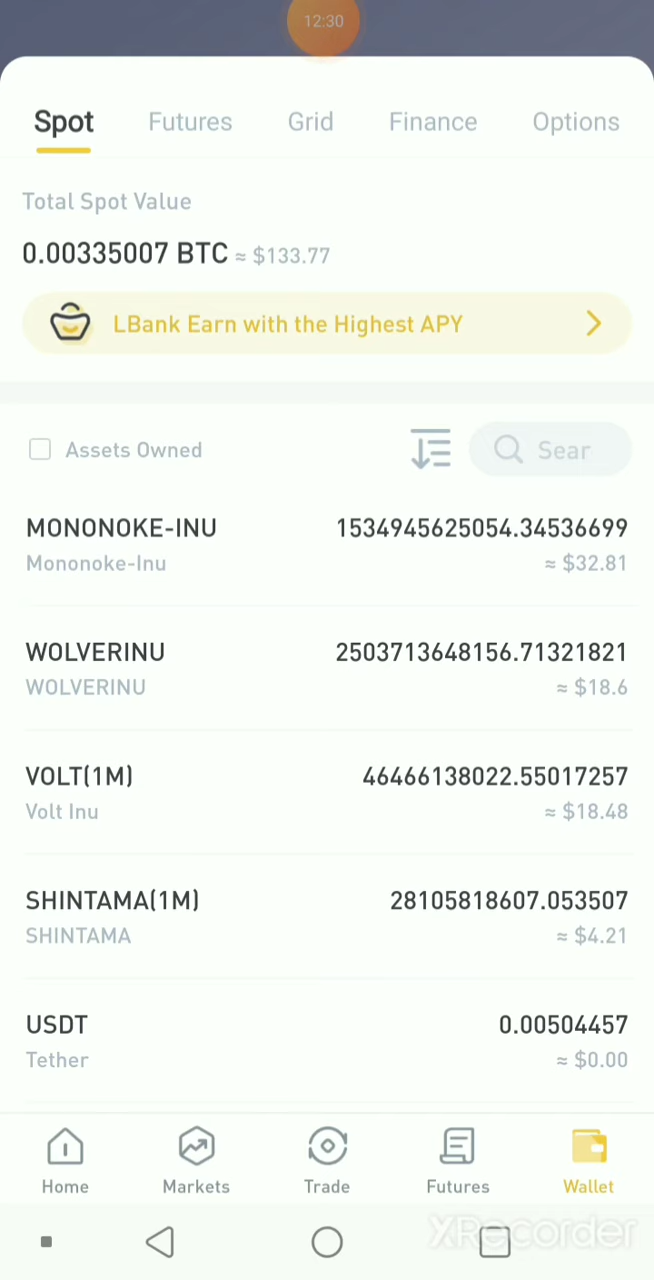 12:30
Spot Futures Grid Finance Options
Total Spot Value
0.00335007 BTC ≈ $133.77
LBank Earn with the Highest APY
Assets Owned Sear
MONONOKE-INU 1534945625054.34536699
Mononoke-Inu ≈ $32.81
WOLVERINU 2503713648156.71321821
WOLVERINU ≈ $18.6
VOLT(1M) 46466138022.55017257
Volt Inu ≈ $18.48
SHINTAMA(1M) 28105818607.053507
SHINTAMA ≈ $4.21
USDT 0.00504457
Tether ≈ $0.00
Home Markets Trade Futures Wallet
XRecorder